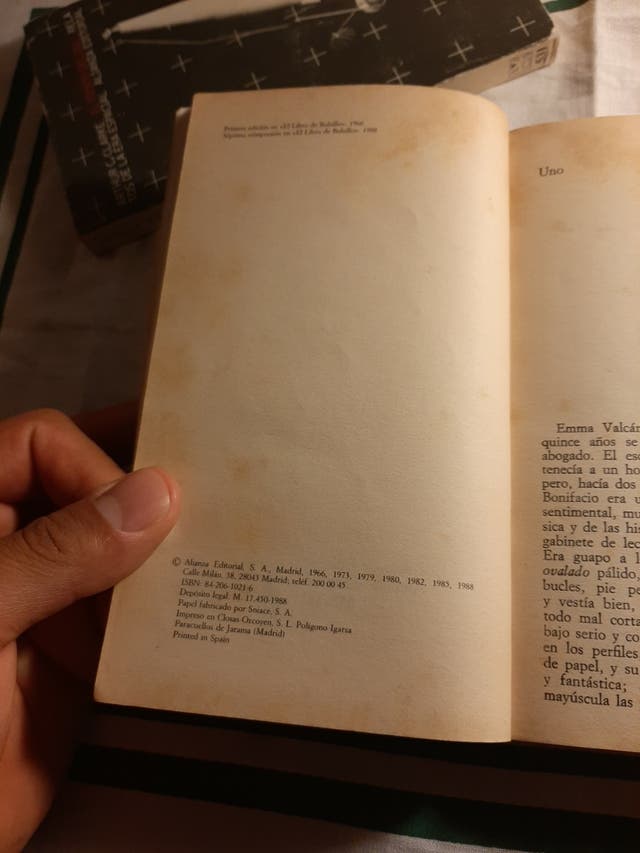 ARTHUR C. CLARKE
Primera edición en «El Libro de Bolsillo»: 1966
Séptima reimpresión en «El Libro de Bolsillo»: 1988
© Alianza Editorial, S. A., Madrid, 1966, 1973, 1979, 1980, 1982, 1985, 1988
Calle Milán, 38, 28043 Madrid; teléf. 200 00 45
ISBN: 84-206-1021-6
Depósito legal: M. 17.450-1988
Papel fabricado por Sniace, S. A.
Impreso en Closas-Orcoyen, S. L. Polígono Igarsa
Paracuellos de Jarama (Madrid)
Printed in Spain
Uno
Emma Valcár
quince años se
abogado. El es
tenecía a un ho
pero, hacía dos
Bonifacio era u
sentimental, mu
sica y de las his
gabinete de lec
Era guapo a l
ovalado pálido,
bucles, pie pe
y vestía bien,
todo mal corta
bajo serio y co
en los perfiles
de papel, y su
y fantástica;
mayúscula las